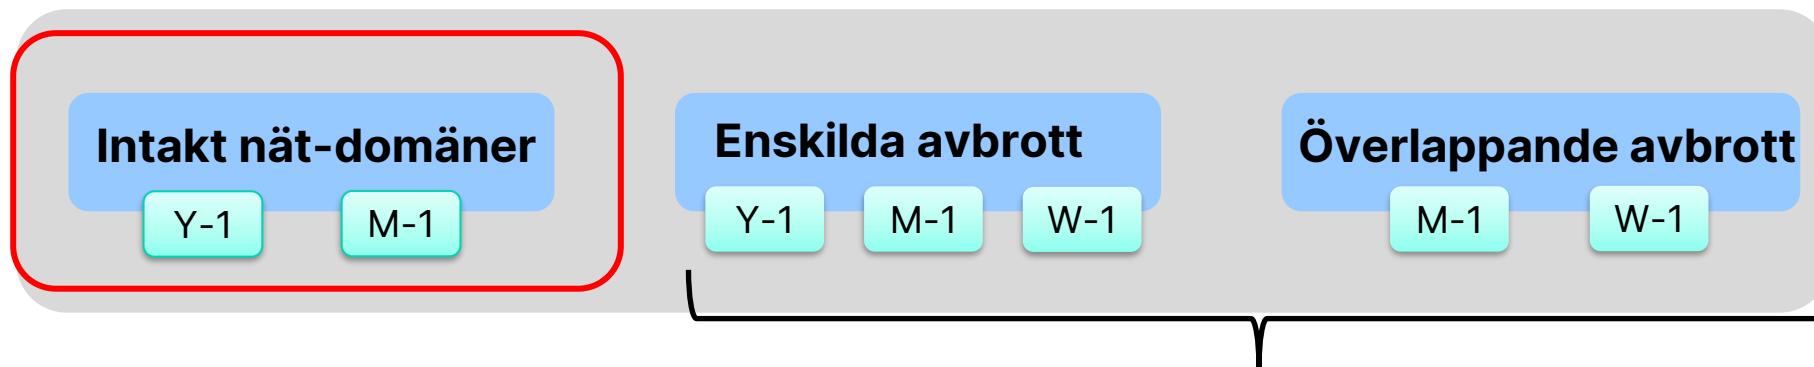 Intakt nät-domäner
Y-1 M-1
Enskilda avbrott
Y-1 M-1 W-1
Överlappande avbrott
M-1 W-1